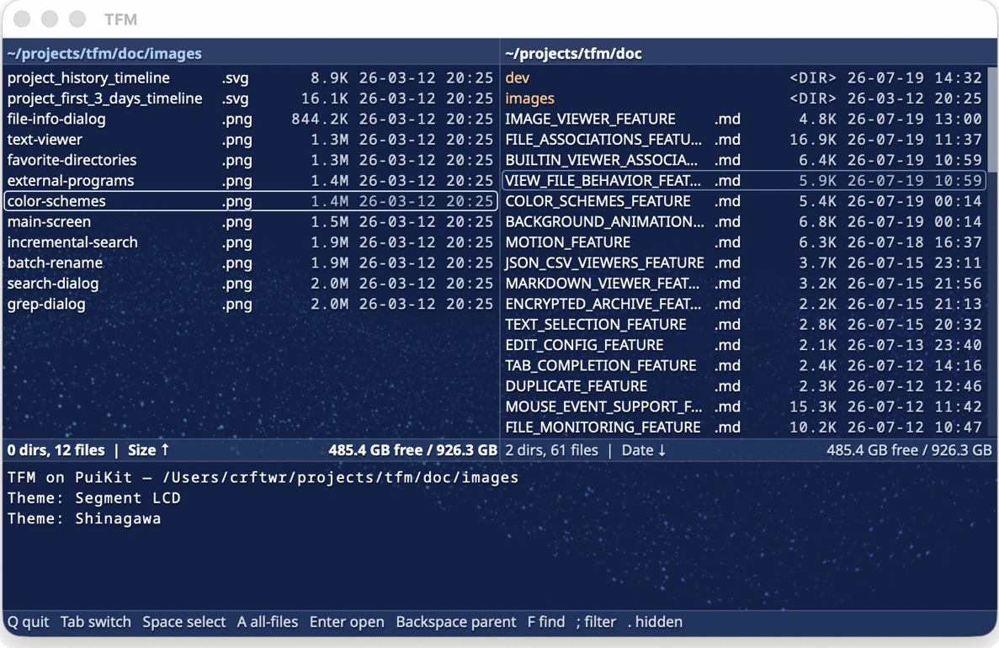 TFM
~/projects/tfm/doc/images
project_history_timeline .svg 8.9K 26-03-12 20:25
project_first_3_days_timeline .svg 16.1K 26-03-12 20:25
file-info-dialog .png 844.2K 26-03-12 20:25
text-viewer .png 1.3M 26-03-12 20:25
favorite-directories .png 1.3M 26-03-12 20:25
external-programs .png 1.4M 26-03-12 20:25
color-schemes .png 1.4M 26-03-12 20:25
main-screen .png 1.5M 26-03-12 20:25
incremental-search .png 1.9M 26-03-12 20:25
batch-rename .png 1.9M 26-03-12 20:25
search-dialog .png 2.0M 26-03-12 20:25
grep-dialog .png 2.0M 26-03-12 20:25
0 dirs, 12 files | Size ↑ 485.4 GB free / 926.3 GB
~/projects/tfm/doc
dev <DIR> 26-07-19 14:32
images <DIR> 26-03-12 20:25
IMAGE_VIEWER_FEATURE .md 4.8K 26-07-19 13:00
FILE_ASSOCIATIONS_FEATU... .md 16.9K 26-07-19 11:37
BUILTIN_VIEWER_ASSOCIA... .md 6.4K 26-07-19 10:59
VIEW_FILE_BEHAVIOR_FEAT... .md 5.9K 26-07-19 10:59
COLOR_SCHEMES_FEATURE .md 5.4K 26-07-19 00:14
BACKGROUND_ANIMATION... .md 6.8K 26-07-19 00:14
MOTION_FEATURE .md 6.3K 26-07-18 16:37
JSON_CSV_VIEWERS_FEATURE .md 3.7K 26-07-15 23:11
MARKDOWN_VIEWER_FEAT... .md 3.2K 26-07-15 21:56
ENCRYPTED_ARCHIVE_FEAT... .md 2.2K 26-07-15 21:13
TEXT_SELECTION_FEATURE .md 2.8K 26-07-15 20:32
EDIT_CONFIG_FEATURE .md 2.1K 26-07-13 23:40
TAB_COMPLETION_FEATURE .md 2.4K 26-07-12 14:16
DUPLICATE_FEATURE .md 2.3K 26-07-12 12:46
MOUSE_EVENT_SUPPORT_F... .md 15.3K 26-07-12 11:42
FILE_MONITORING_FEATURE .md 10.2K 26-07-12 10:47
2 dirs, 61 files | Date ↓ 485.4 GB free / 926.3 GB
TFM on PuiKit — /Users/crftwr/projects/tfm/doc/images
Theme: Segment LCD
Theme: Shinagawa
Q quit Tab switch Space select A all-files Enter open Backspace parent F find ; filter . hidden